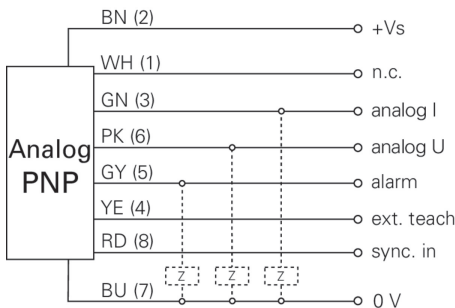 BN (2)
+Vs
WH (1)
n.c.
GN (3)
analog I
PK (6)
analog U
Analog
PNP
GY (5)
alarm
YE (4)
ext. teach
RD (8)
sync. in
Z Z Z
BU (7)
0 V